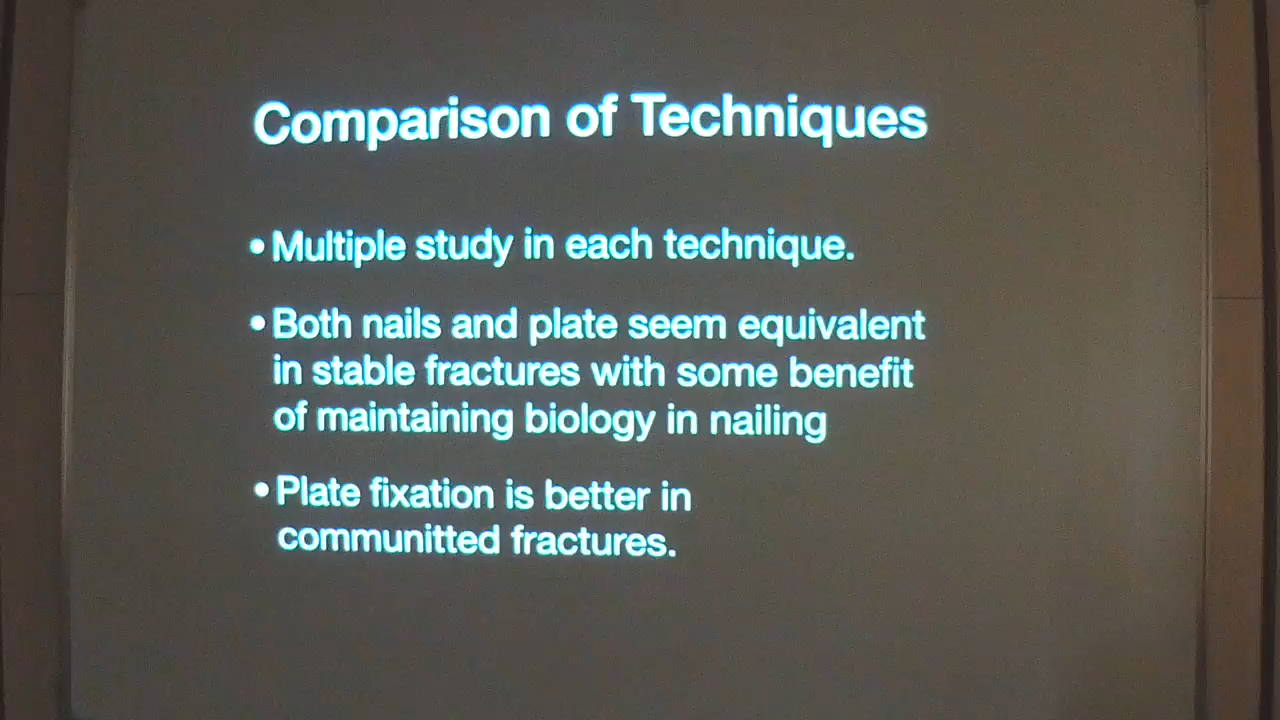 Comparison of Techniques
• Multiple study in each technique.
• Both nails and plate seem equivalent
in stable fractures with some benefit
of maintaining biology in nailing
• Plate fixation is better in
communitted fractures.